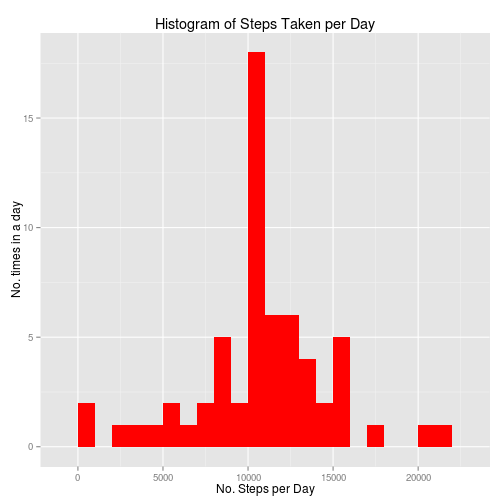 Histogram of Steps Taken per Day
No. times in a day
15
10
5
0
0 5000 10000 15000 20000
No. Steps per Day